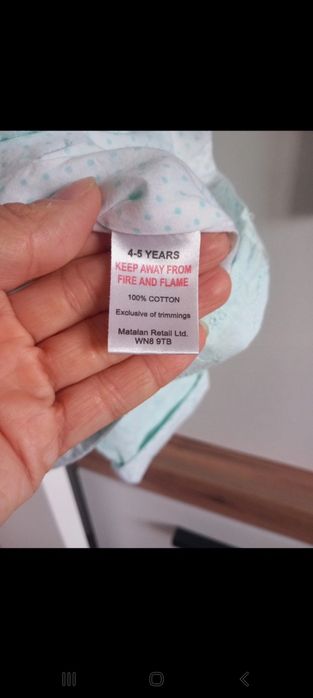 4-5 YEARS
KEEP AWAY FROM
FIRE AND FLAME
100% COTTON
Exclusive of trimmings
Matalan Retail Ltd.
WN8 9TB